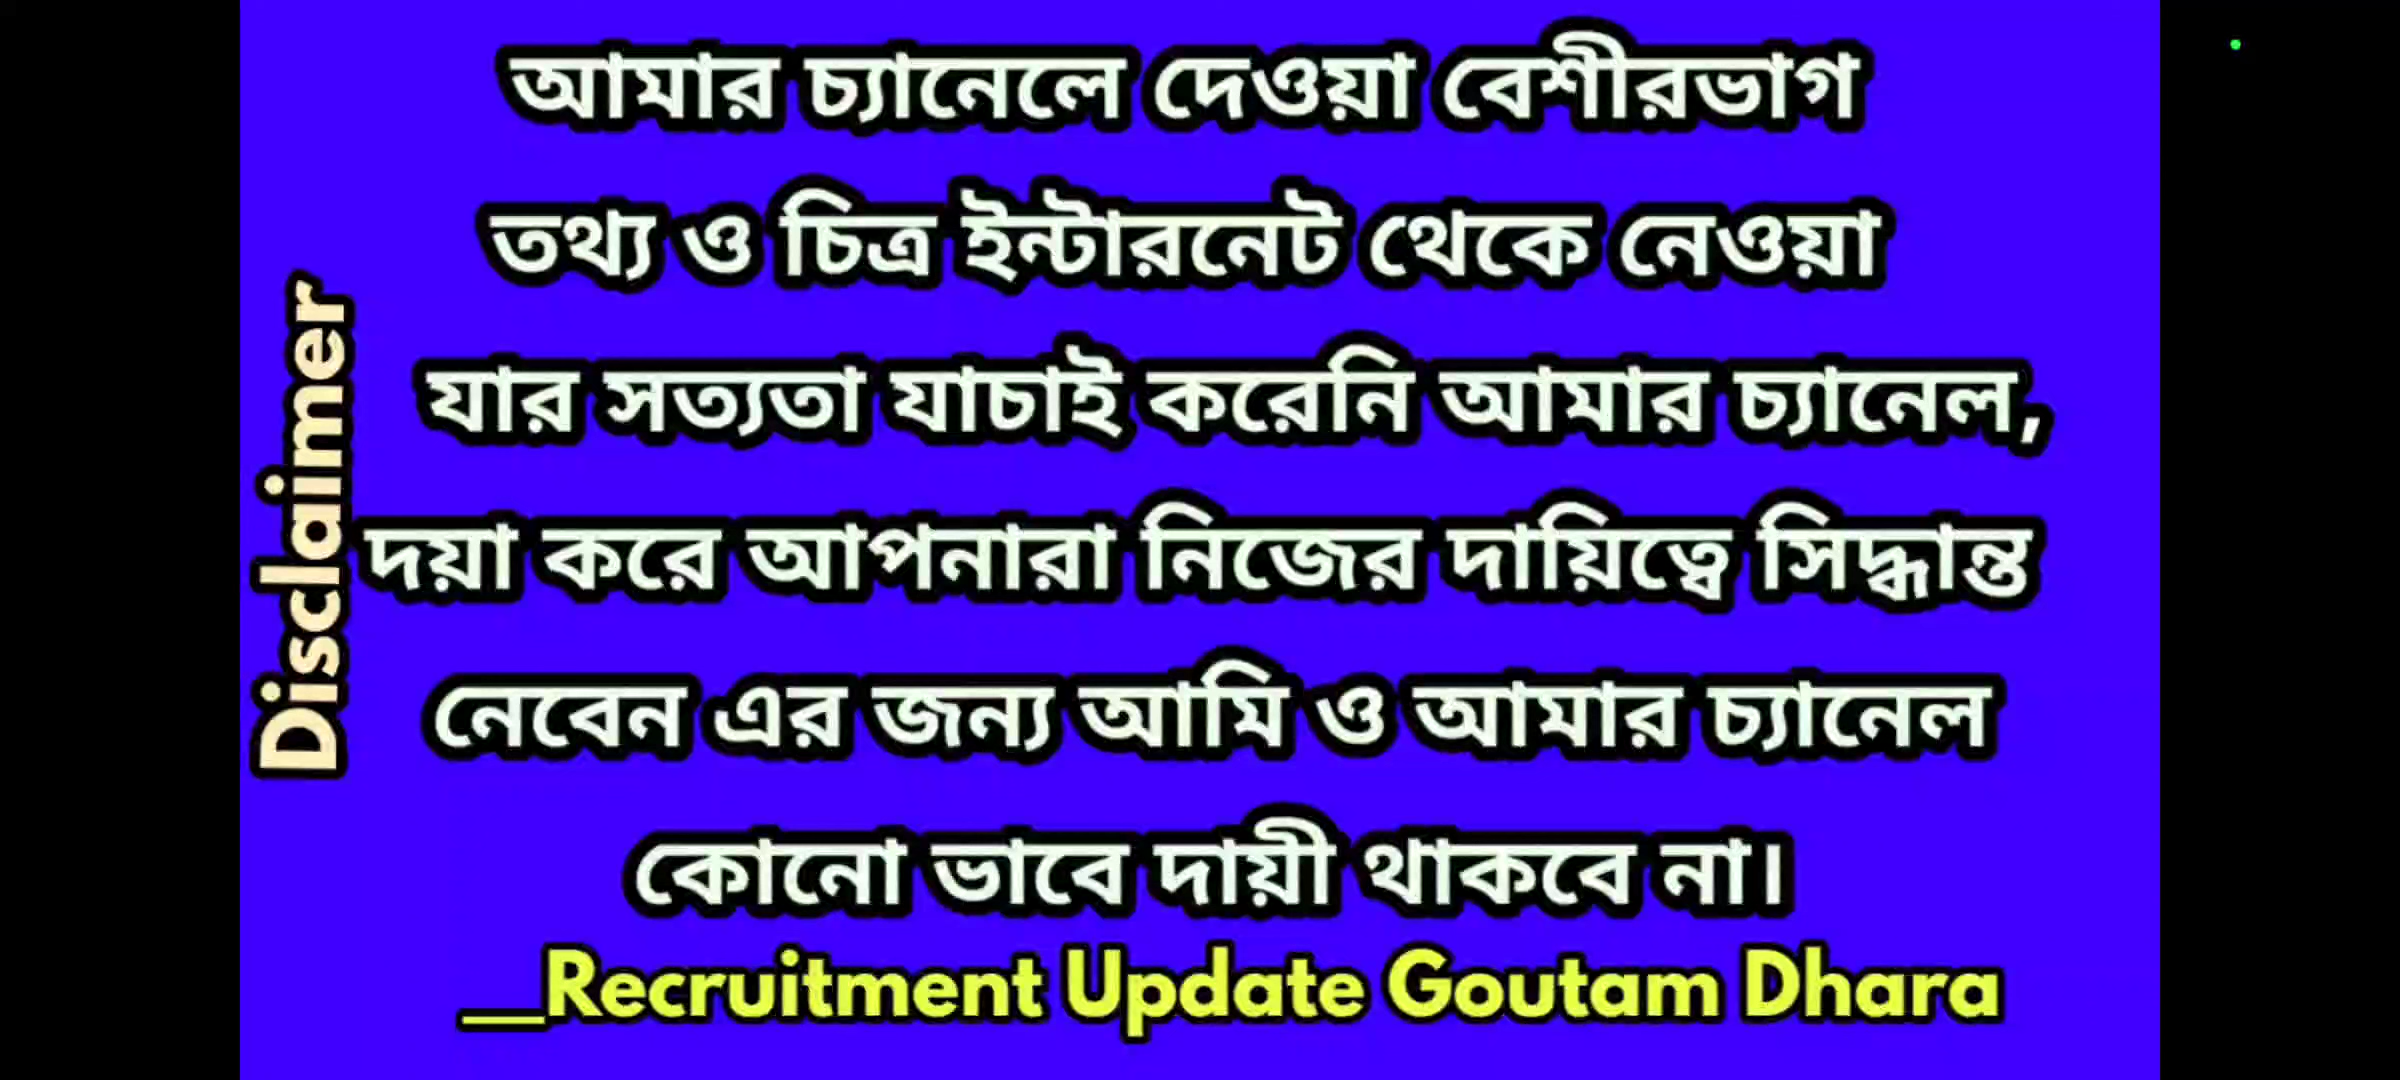 আমার চ্যানেলে দেওয়া বেশীরভাগ
তথ্য ও চিত্র ইন্টারনেট থেকে নেওয়া
যার সত্যতা যাচাই করেনি আমার চ্যানেল,
দয়া করে আপনারা নিজের দায়িত্বে সিদ্ধান্ত
নেবেন এর জন্য আমি ও আমার চ্যানেল
কোনো ভাবে দায়ী থাকবে না।
__Recruitment Update Goutam Dhara
Disclaimer